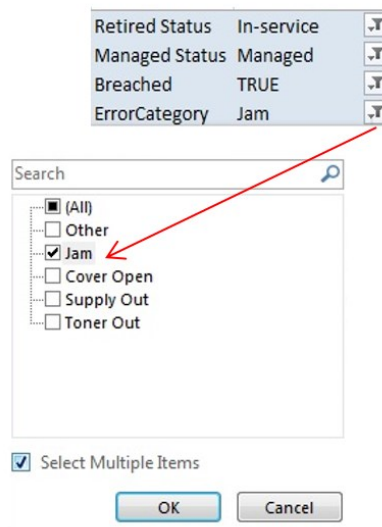 Retired Status In-service
Managed Status Managed
Breached TRUE
ErrorCategory Jam
Search
(All)
Other
Jam
Cover Open
Supply Out
Toner Out
Select Multiple Items
OK Cancel